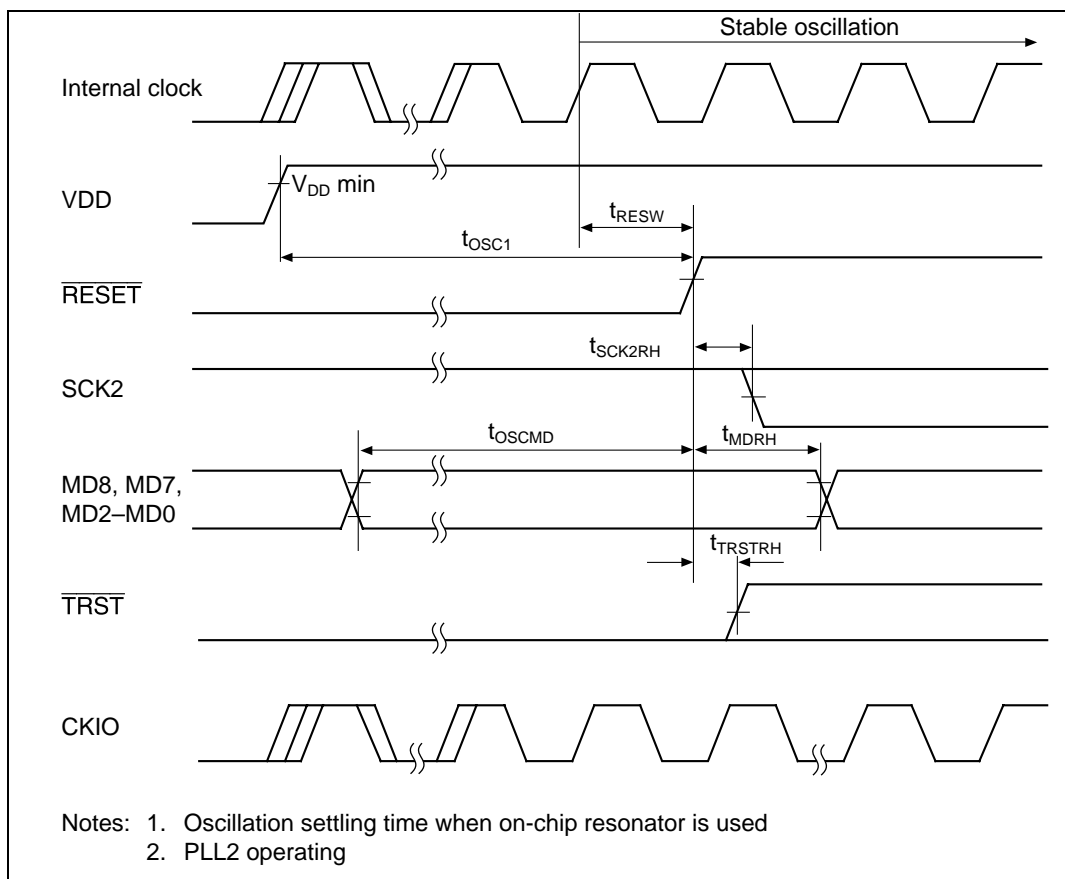 Stable oscillation
Internal clock
VDD min
VDD
tRESW
tOSC1
RESET
tSCK2RH
SCK2
tOSCMD
tMDRH
MD8, MD7,
MD2–MD0
tTRSTRH
TRST
CKIO
Notes: 1. Oscillation settling time when on-chip resonator is used
2. PLL2 operating